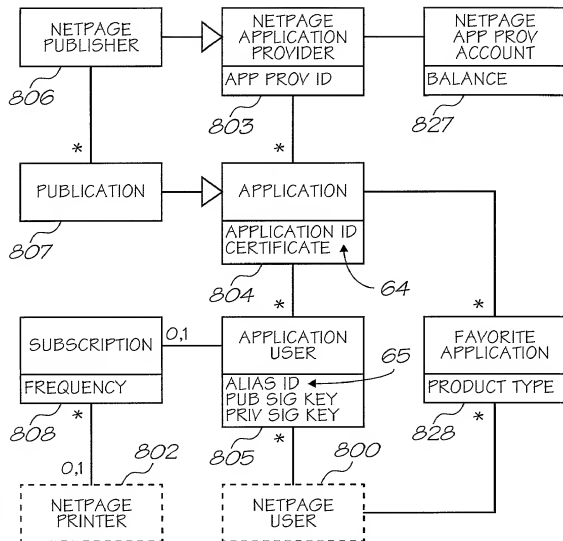 NETPAGE
PUBLISHER
806
NETPAGE
APPLICATION
PROVIDER
APP PROV ID
803
NETPAGE
APP PROV
ACCOUNT
BALANCE
827
*
*
PUBLICATION
807
APPLICATION
APPLICATION ID
CERTIFICATE
804
64
*
*
SUBSCRIPTION
0,1
FREQUENCY
808
APPLICATION
USER
65
ALIAS ID
PUB SIG KEY
PRIV SIG KEY
805
FAVORITE
APPLICATION
PRODUCT TYPE
828
*
*
*
0,1
802
NETPAGE
PRINTER
800
NETPAGE
USER